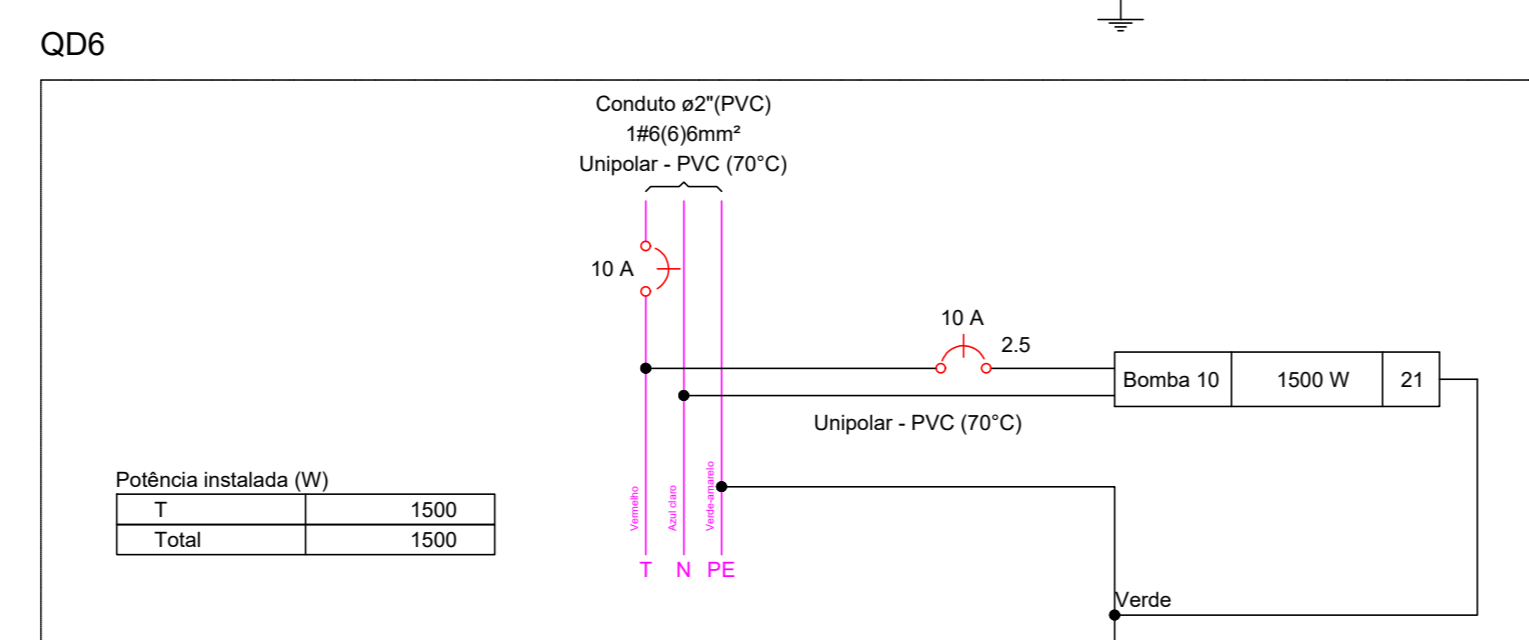 QD6
Conduto ø2"(PVC)
1#6(6)6mm²
Unipolar - PVC (70°C)
10 A
10 A
2.5
Bomba 10 1500 W 21
Unipolar - PVC (70°C)
Potência instalada (W)
T 1500
Total 1500
Vermelho
Azul claro
Verde-amarelo
T N PE
Verde